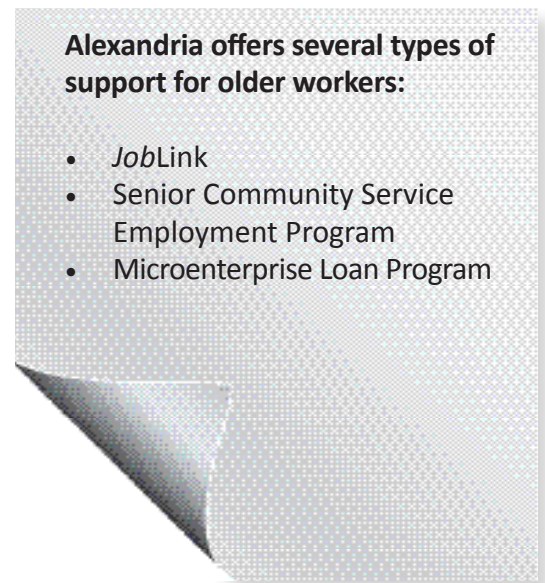 Alexandria offers several types of
support for older workers:
• JobLink
• Senior Community Service
Employment Program
• Microenterprise Loan Program